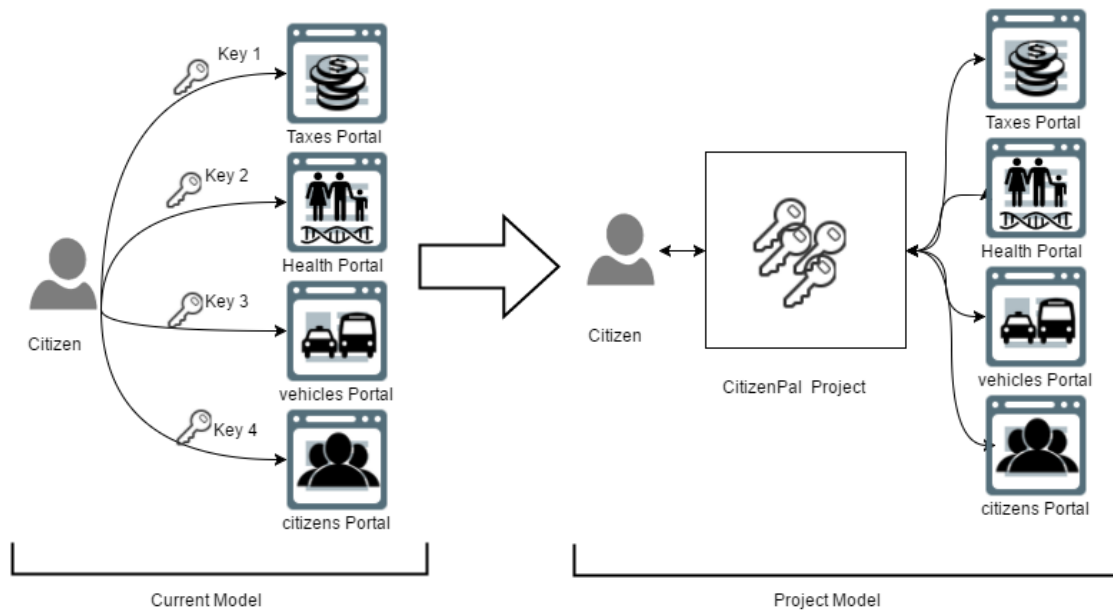 Key 1
Taxes Portal
Key 2
Health Portal
Key 3
Citizen
vehicles Portal
Key 4
citizens Portal
Current Model
$
Taxes Portal
Health Portal
Citizen
vehicles Portal
CitizenPal Project
citizens Portal
Project Model
$